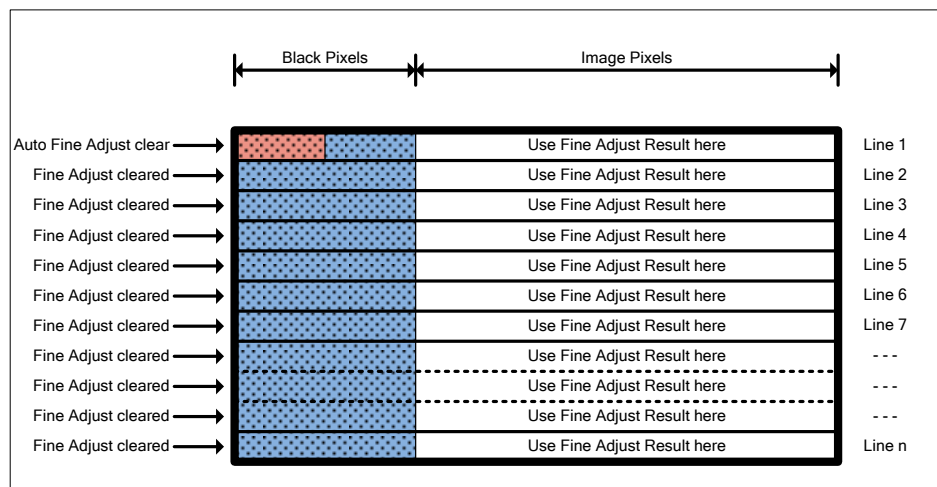 Black Pixels Image Pixels
Auto Fine Adjust clear Use Fine Adjust Result here Line 1
Fine Adjust cleared Use Fine Adjust Result here Line 2
Fine Adjust cleared Use Fine Adjust Result here Line 3
Fine Adjust cleared Use Fine Adjust Result here Line 4
Fine Adjust cleared Use Fine Adjust Result here Line 5
Fine Adjust cleared Use Fine Adjust Result here Line 6
Fine Adjust cleared Use Fine Adjust Result here Line 7
Fine Adjust cleared Use Fine Adjust Result here - - -
Fine Adjust cleared Use Fine Adjust Result here - - -
Fine Adjust cleared Use Fine Adjust Result here - - -
Fine Adjust cleared Use Fine Adjust Result here Line n